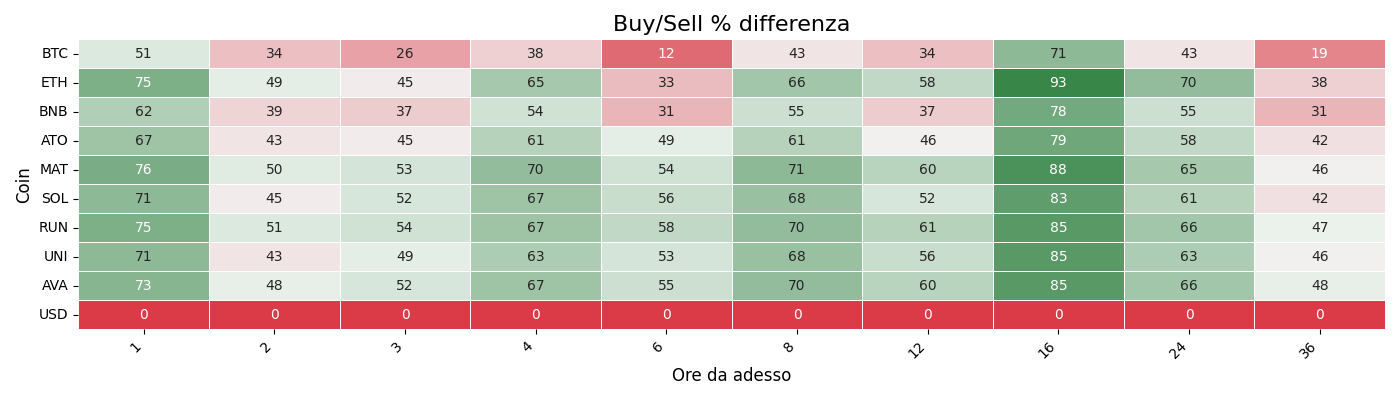 Buy/Sell % differenza
Coin
BTC 51 34 26 38 12 43 34 71 43 19
ETH 75 49 45 65 33 66 58 93 70 38
BNB 62 39 37 54 31 55 37 78 55 31
ATO 67 43 45 61 49 61 46 79 58 42
MAT 76 50 53 70 54 71 60 88 65 46
SOL 71 45 52 67 56 68 52 83 61 42
RUN 75 51 54 67 58 70 61 85 66 47
UNI 71 43 49 63 53 68 56 85 63 46
AVA 73 48 52 67 55 70 60 85 66 48
USD 0 0 0 0 0 0 0 0 0 0
1 2 3 4 6 8 12 16 24 36
Ore da adesso